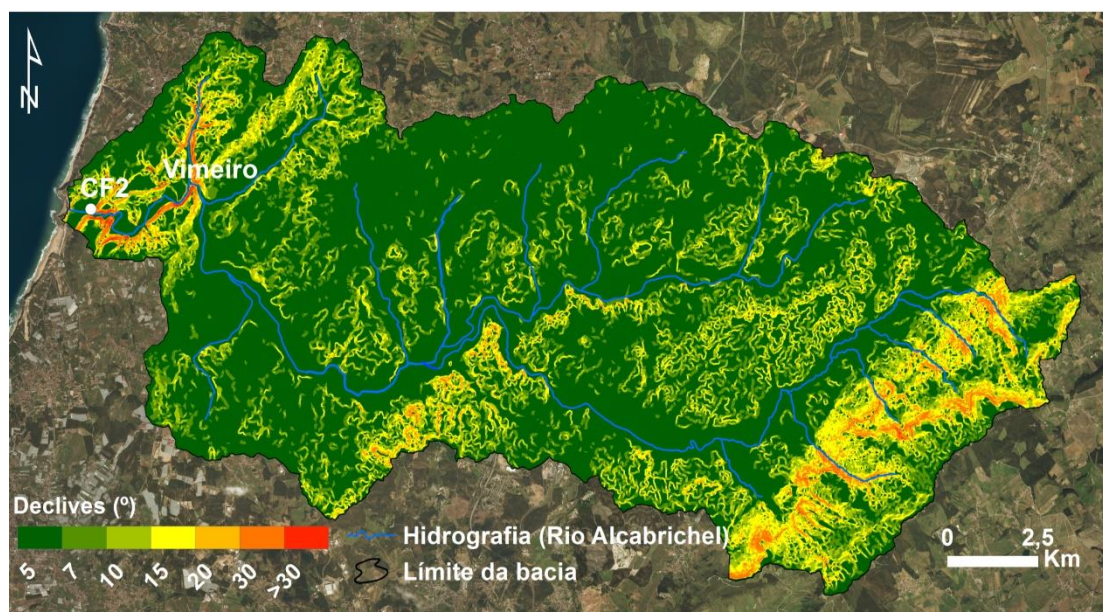 N
Vimeiro
CF2
Declives (º)
5 7 10 15 20 30 >30
Hidrografia (Rio Alcabrichel)
Límite da bacia
0 2,5
Km